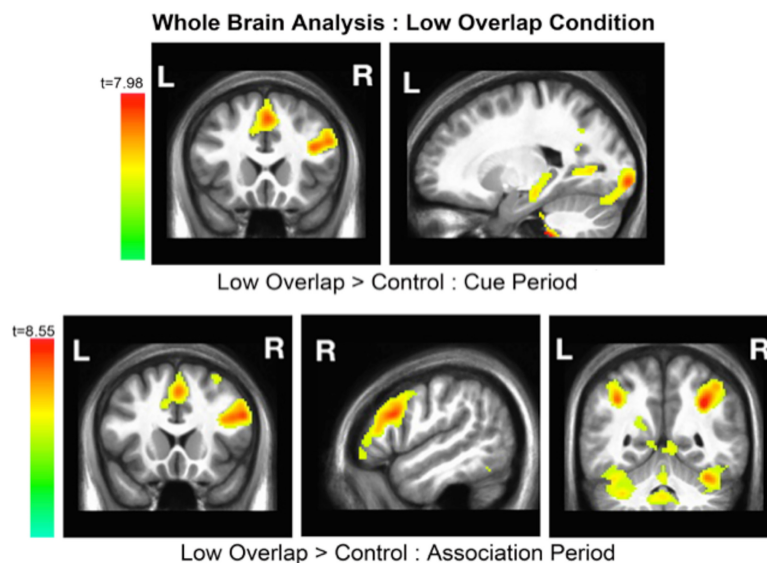 Whole Brain Analysis : Low Overlap Condition
t=7.98
L R
L
Low Overlap > Control : Cue Period
t=8.55
L R
R
L R
Low Overlap > Control : Association Period